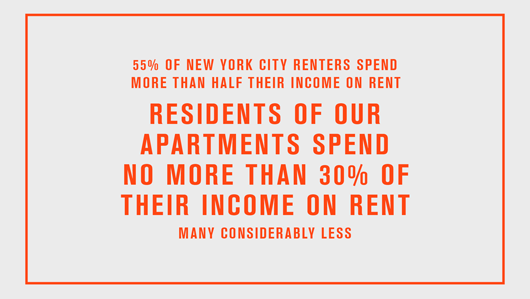 55% OF NEW YORK CITY RENTERS SPEND
MORE THAN HALF THEIR INCOME ON RENT
RESIDENTS OF OUR
APARTMENTS SPEND
NO MORE THAN 30% OF
THEIR INCOME ON RENT
MANY CONSIDERABLY LESS